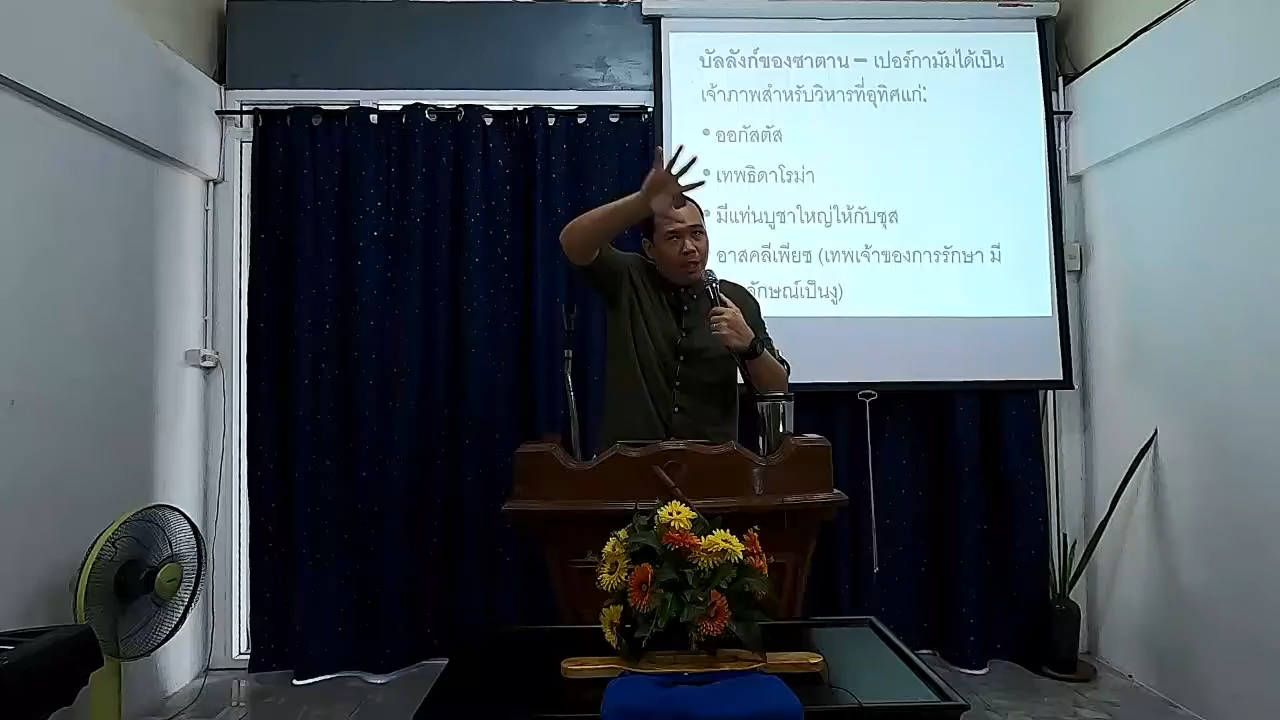 บัลลังก์ของซาตาน – เปอร์กามัมได้เป็น
เจ้าภาพสำหรับวิหารที่อุทิศแก่:
• ออกัสตัส
• เทพธิดาโรม่า
• มีแท่นบูชาใหญ่ให้กับซุส
อาสคลีเพียซ (เทพเจ้าของการรักษา มี
เป็นงู)